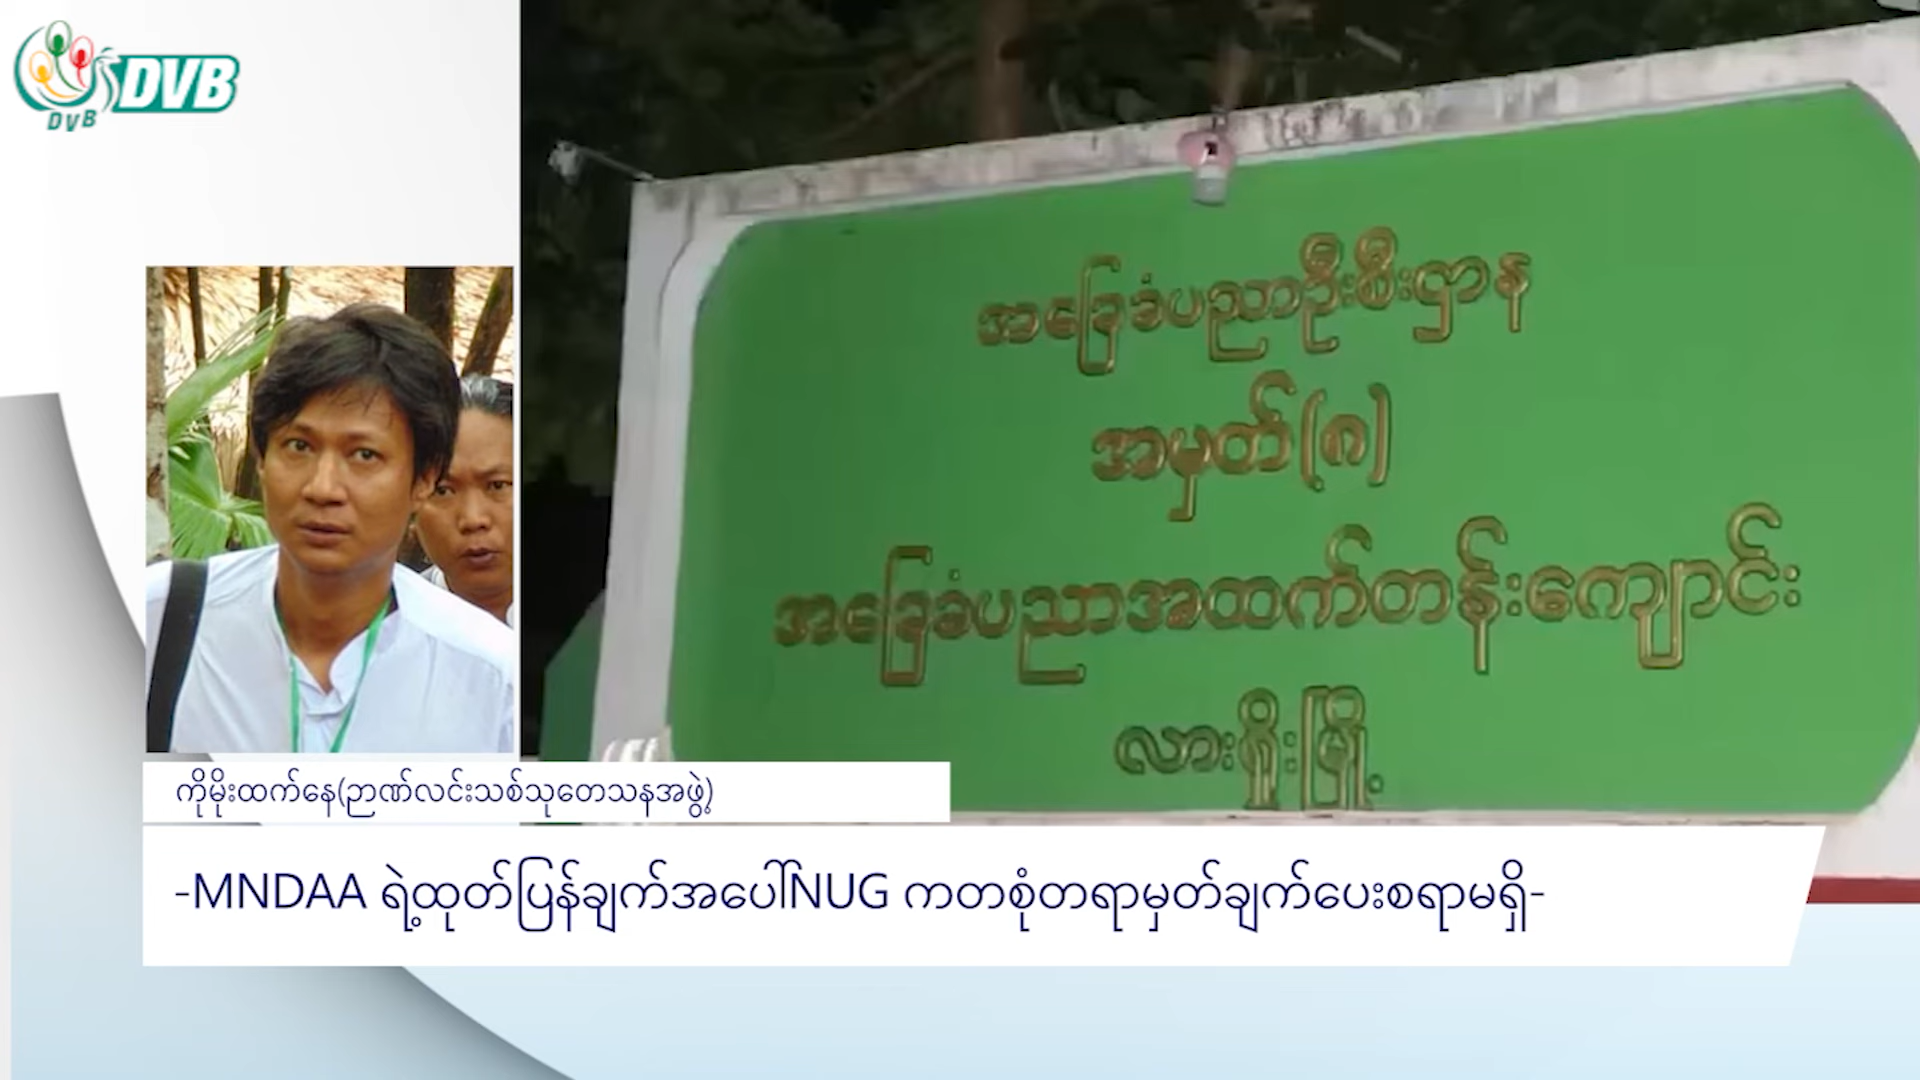 DVB
DVB
အခြေခံပညာဦးစီးဌာန
အမှတ်(၈)
အခြေခံပညာအထက်တန်းကျောင်း
လားရှိုးမြို့
ကိုမိုးထက်နေ(ဉာဏ်လင်းသစ်သုတေသနအဖွဲ့)
-MNDAA ရဲ့ထုတ်ပြန်ချက်အပေါ်NUG ကတစုံတရာမှတ်ချက်ပေးစရာမရှိ-